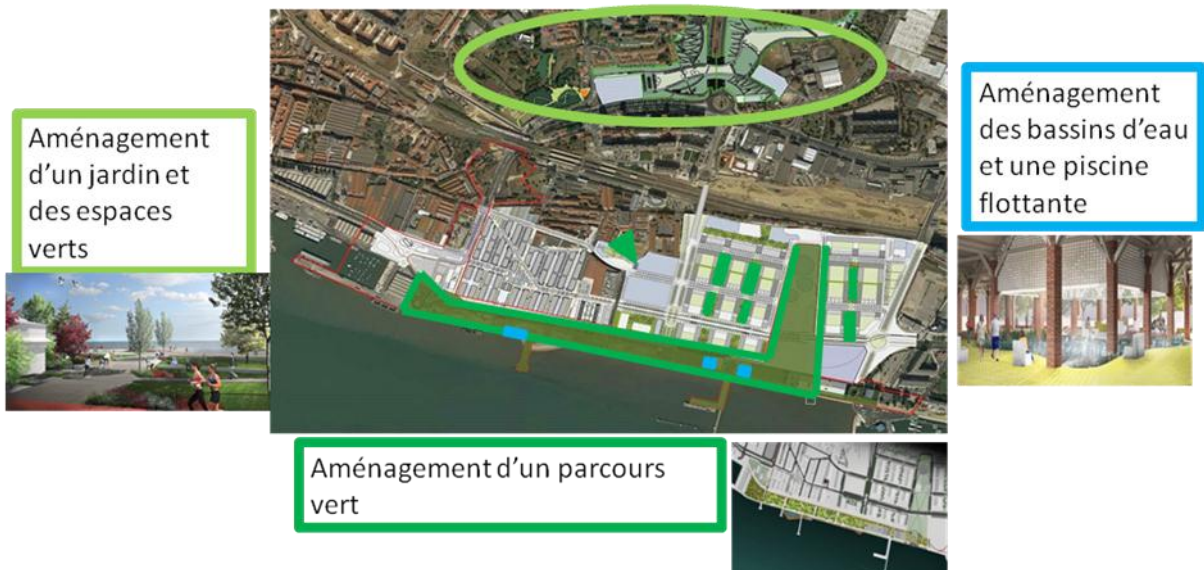 Aménagement
d’un jardin et
des espaces
verts
Aménagement
des bassins d’eau
et une piscine
flottante
Aménagement d’un parcours
vert